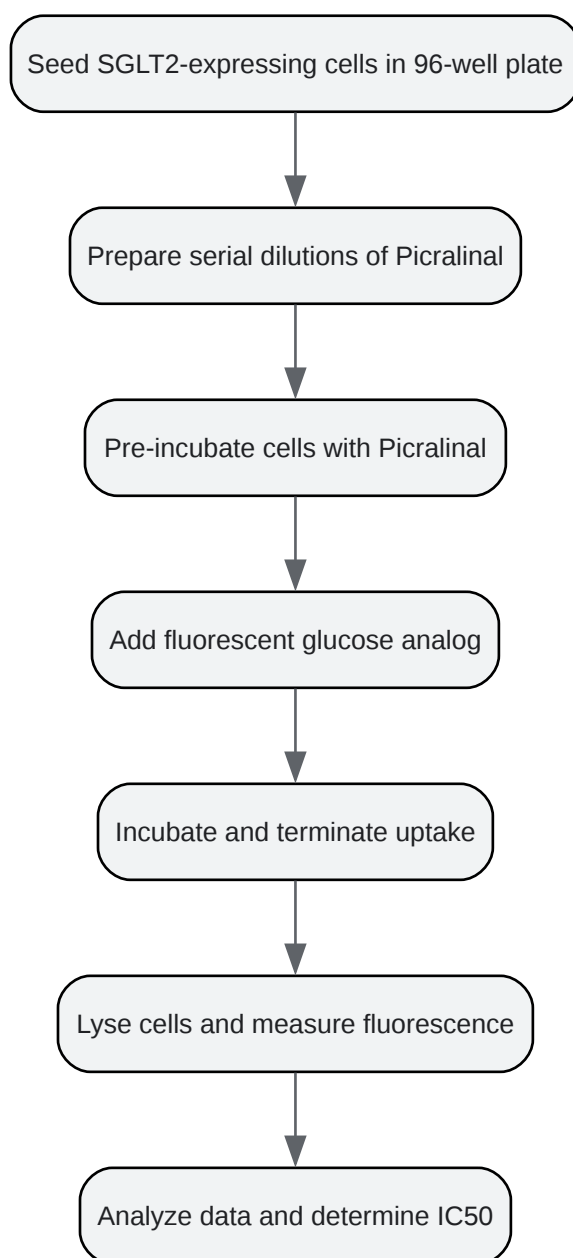 Seed SGLT2-expressing cells in 96-well plate
Prepare serial dilutions of Picralinal
Pre-incubate cells with Picralinal
Add fluorescent glucose analog
Incubate and terminate uptake
Lyse cells and measure fluorescence
Analyze data and determine IC50